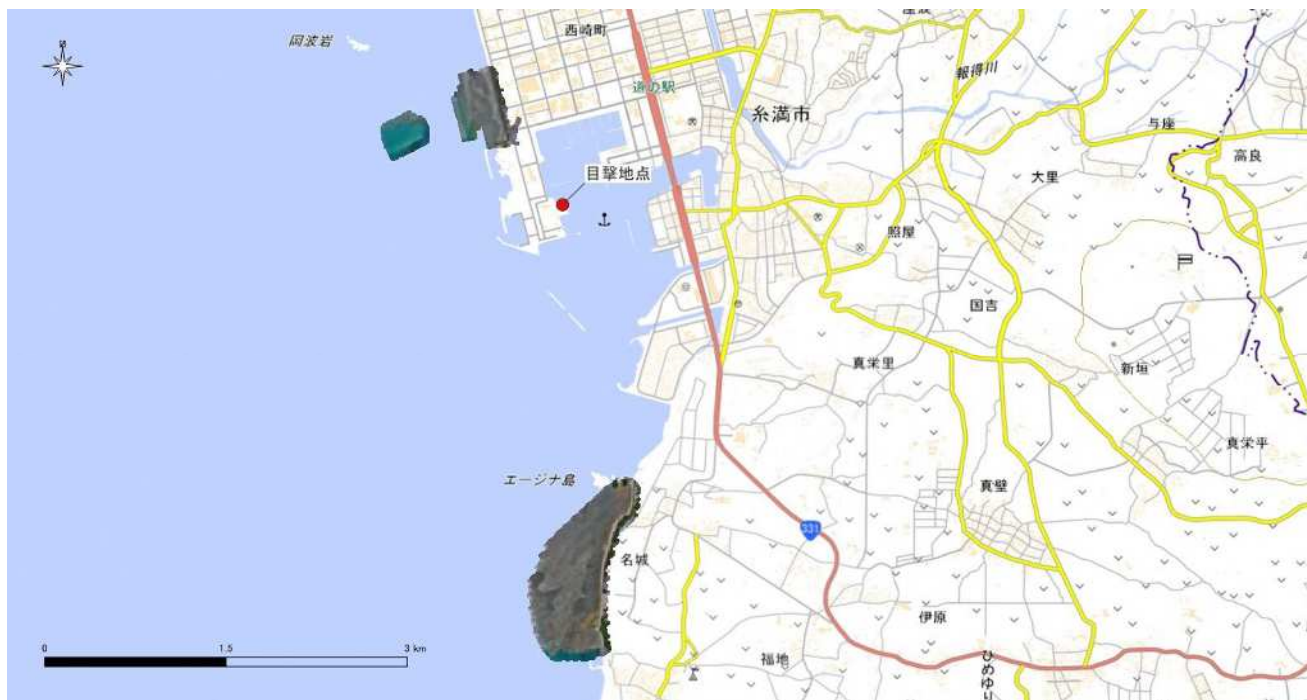 西崎町
阿波岩
報得川
道の駅
糸満市
与座
高良
目撃地点
大里
照屋
国吉
真栄里
新垣
真栄平
エージナ島
真壁
331
名城
伊原
福地
ひめゆり
0
1.5
3 km